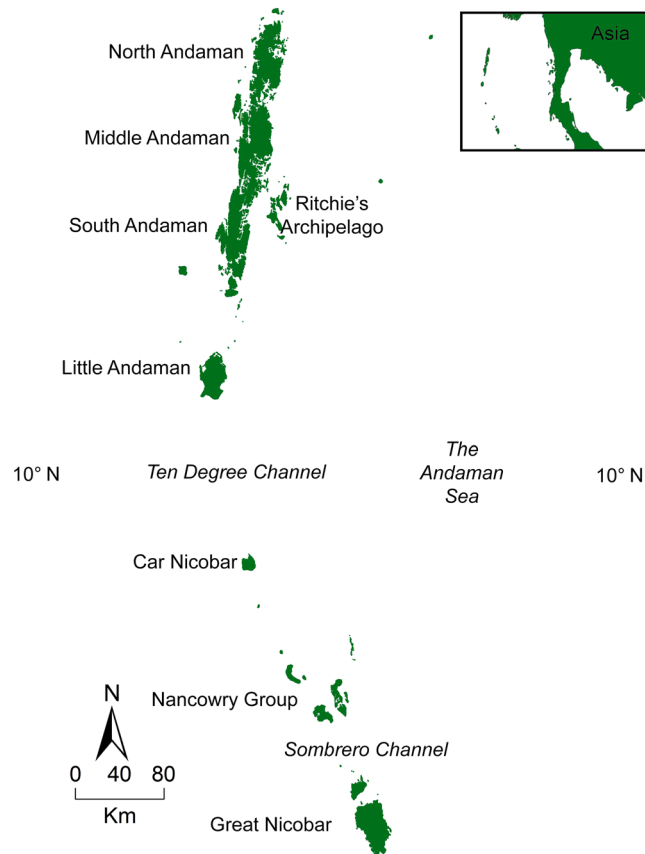 Asia
North Andaman
Middle Andaman
Ritchie's
Archipelago
South Andaman
Little Andaman
The
Andaman
Sea
10° N
Ten Degree Channel
10° N
Car Nicobar
Nancowry Group
N
Sombrero Channel
0 40 80
Km
Great Nicobar